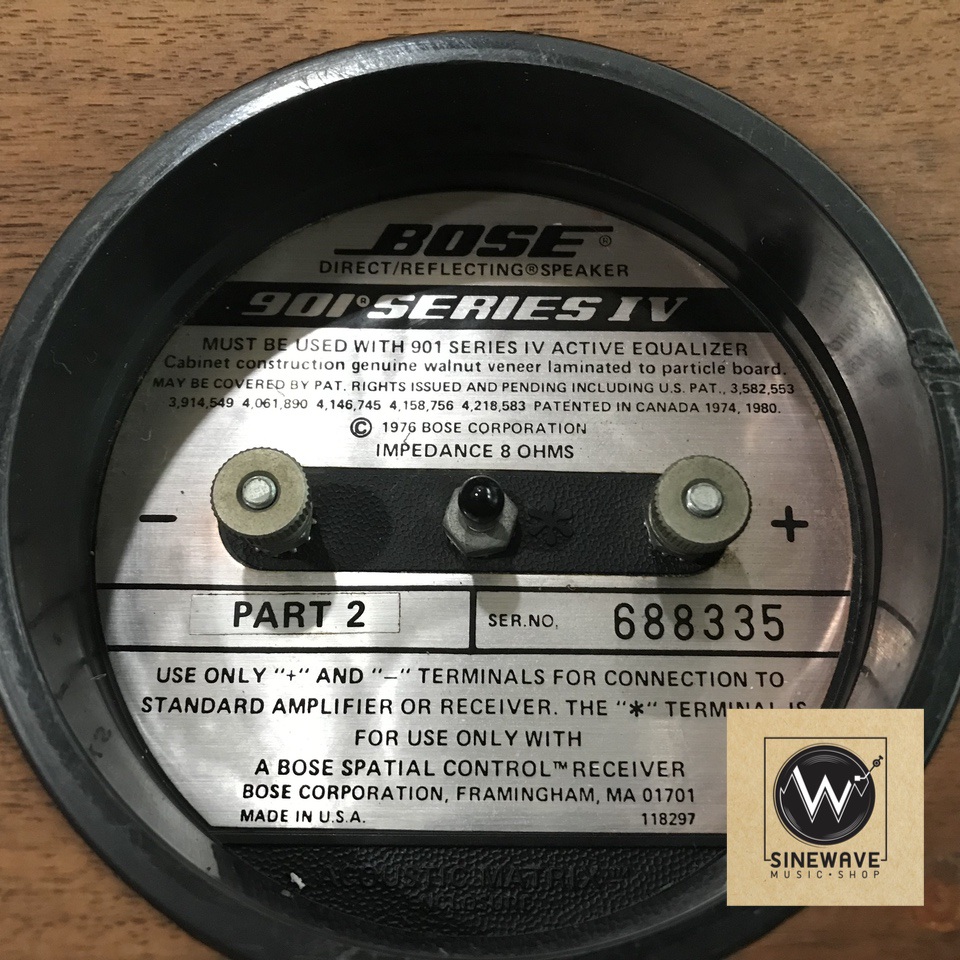 BOSE®
DIRECT/REFLECTING® SPEAKER
901® SERIES IV
MUST BE USED WITH 901 SERIES IV ACTIVE EQUALIZER
Cabinet construction genuine walnut veneer laminated to particle board.
MAY BE COVERED BY PAT. RIGHTS ISSUED AND PENDING INCLUDING U.S. PAT., 3,582,553
3,914,549 4,061,890 4,146,745 4,158,756 4,218,583 PATENTED IN CANADA 1974, 1980.
© 1976 BOSE CORPORATION
IMPEDANCE 8 OHMS
− * +
PART 2 SER.NO. 688335
USE ONLY "+" AND "−" TERMINALS FOR CONNECTION TO
STANDARD AMPLIFIER OR RECEIVER. THE "*" TERMINAL IS
FOR USE ONLY WITH
A BOSE SPATIAL CONTROL™ RECEIVER
BOSE CORPORATION, FRAMINGHAM, MA 01701
MADE IN U.S.A. 118297
MATRIX
W
SINEWAVE
MUSIC • SHOP